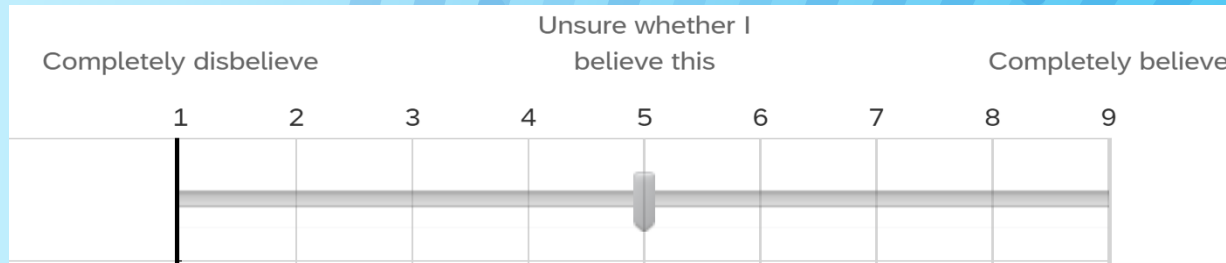 Unsure whether I
believe this
Completely disbelieve
Completely believe
1 2 3 4 5 6 7 8 9